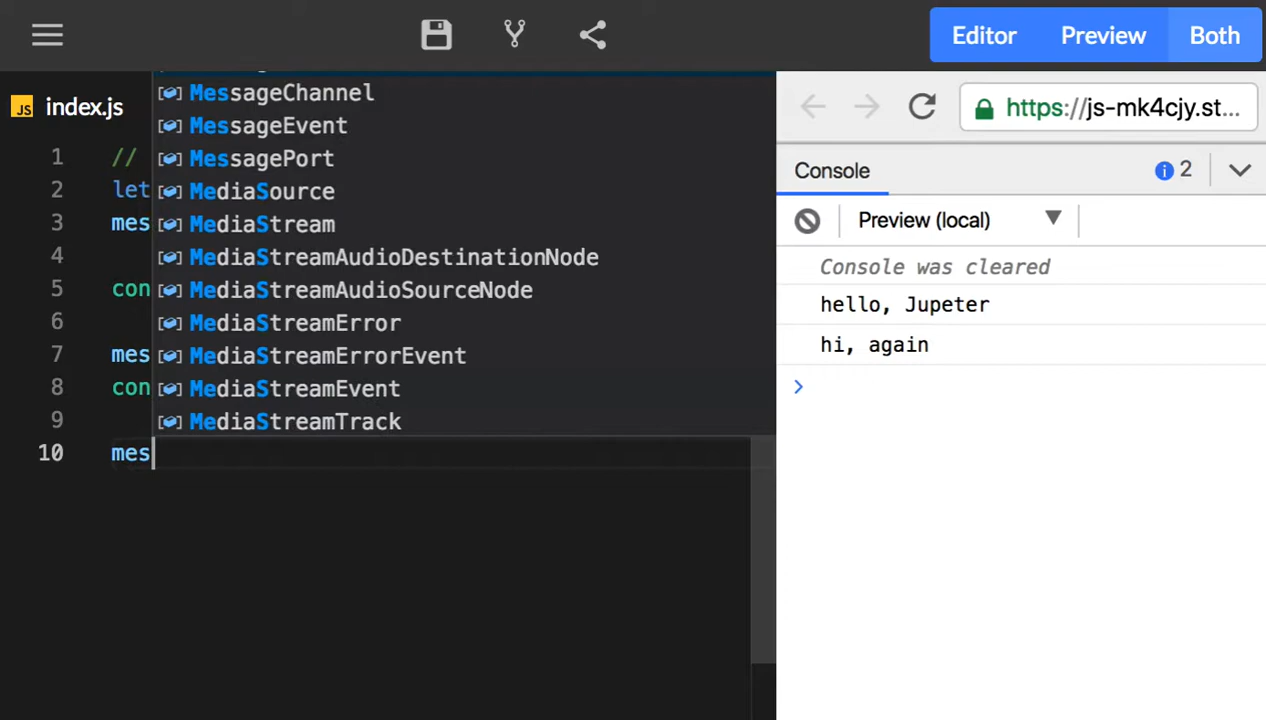 Editor Preview Both
JS index.js
MessageChannel
MessageEvent
1 // MessagePort
2 let MediaSource
3 mes MediaStream
4 MediaStreamAudioDestinationNode
5 con MediaStreamAudioSourceNode
6 MediaStreamError
7 mes MediaStreamErrorEvent
8 con MediaStreamEvent
9 MediaStreamTrack
10 mes
https://js-mk4cjy.st...
Console 2
Preview (local)
Console was cleared
hello, Jupeter
hi, again
>